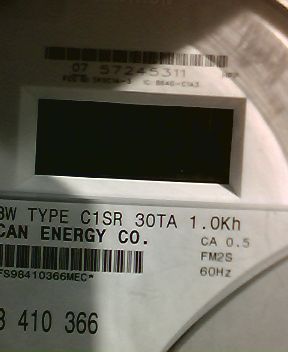 07 57245311
3W TYPE C1SR 30TA 1.0Kh
CAN ENERGY CO.
CA 0.5
FM2S
60Hz
FS98410366MEC*
410 366